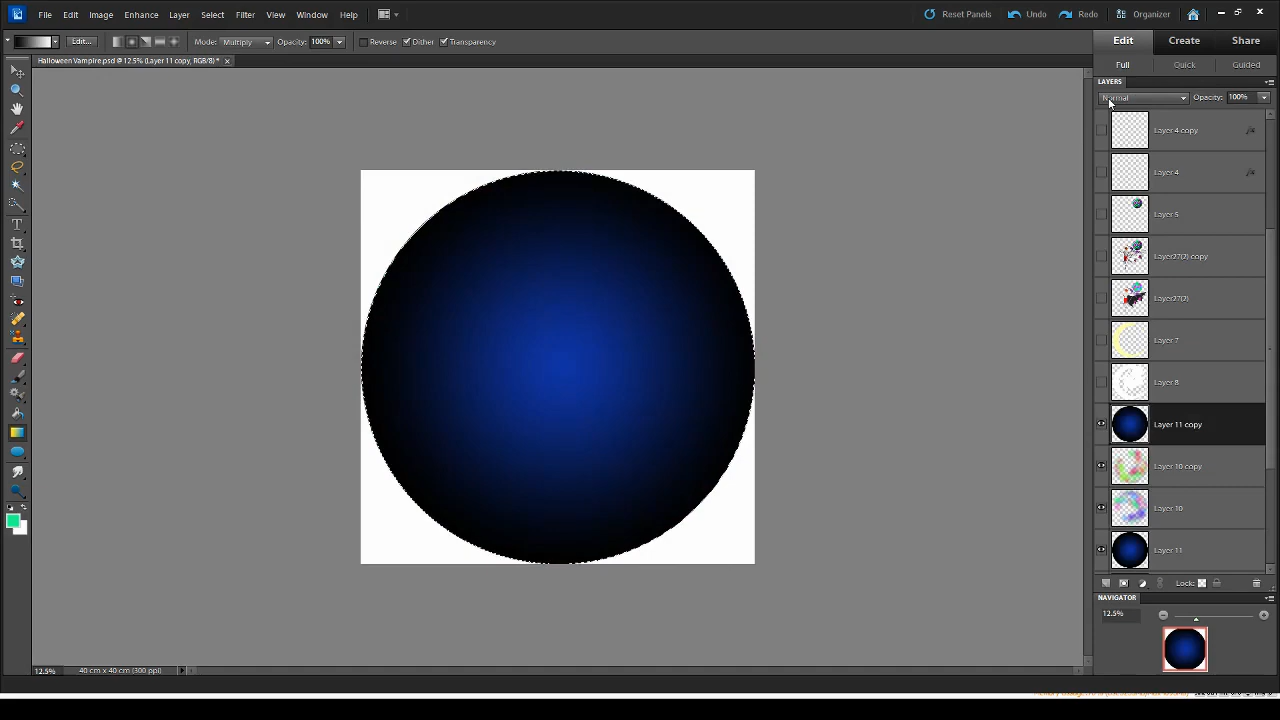 File Edit Image Enhance Layer Select Filter View Window Help Reset Panels Undo Redo Organizer
Edit... Mode: Multiply Opacity: 100% Reverse Dither Transparency
Edit Create Share
Halloween Vampire.psd @ 12.5% (Layer 11 copy, RGB/8) * x
Full Quick Guided
LAYERS
Normal Opacity: 100%
Layer 4 copy
Layer 4
Layer 5
Layer27(2) copy
Layer27(2)
Layer 7
Layer 8
Layer 11 copy
Layer 10 copy
Layer 10
Layer 11
Lock:
NAVIGATOR
12.5%
12.5% 40 cm x 40 cm (300 ppi)